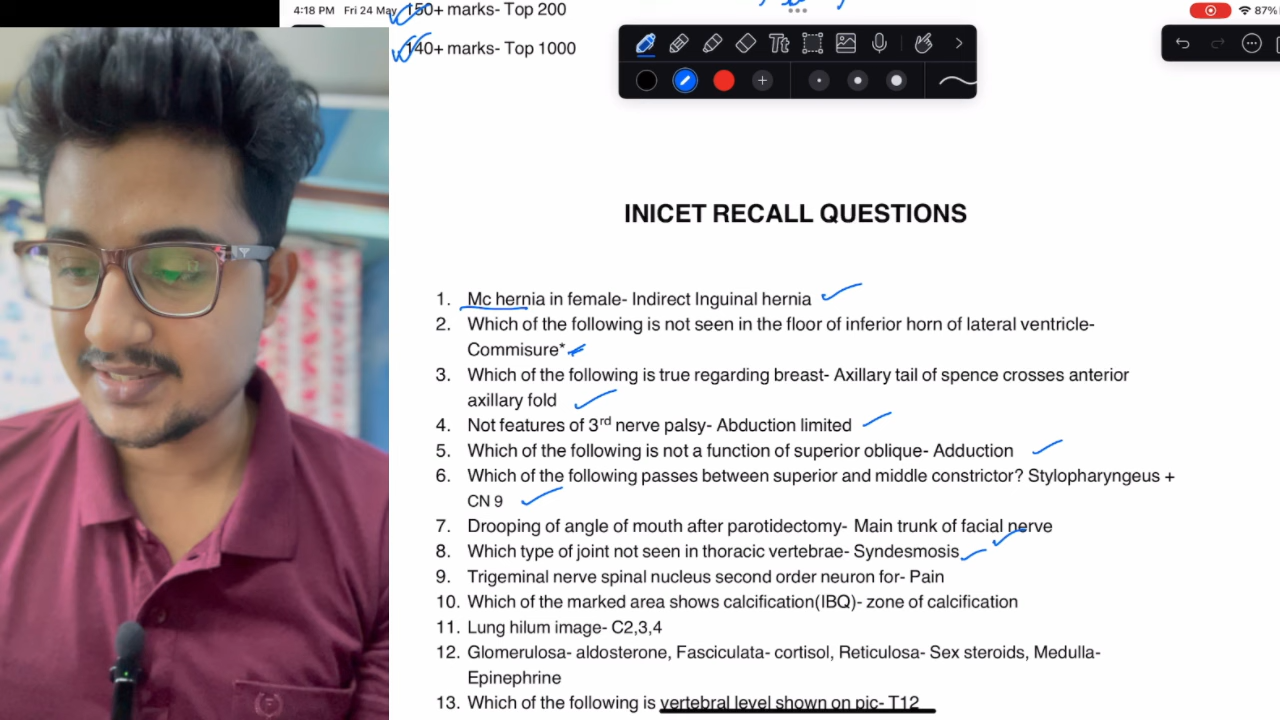 4:18 PM Fri 24 May
150+ marks- Top 200
87%
140+ marks- Top 1000
Tt
INICET RECALL QUESTIONS
1. Mc hernia in female- Indirect Inguinal hernia
2. Which of the following is not seen in the floor of inferior horn of lateral ventricle-
Commisure*
3. Which of the following is true regarding breast- Axillary tail of spence crosses anterior
axillary fold
4. Not features of 3rd nerve palsy- Abduction limited
5. Which of the following is not a function of superior oblique- Adduction
6. Which of the following passes between superior and middle constrictor? Stylopharyngeus +
CN 9
7. Drooping of angle of mouth after parotidectomy- Main trunk of facial nerve
8. Which type of joint not seen in thoracic vertebrae- Syndesmosis
9. Trigeminal nerve spinal nucleus second order neuron for- Pain
10. Which of the marked area shows calcification(IBQ)- zone of calcification
11. Lung hilum image- C2,3,4
12. Glomerulosa- aldosterone, Fasciculata- cortisol, Reticulosa- Sex steroids, Medulla-
Epinephrine
13. Which of the following is vertebral level shown on pic- T12